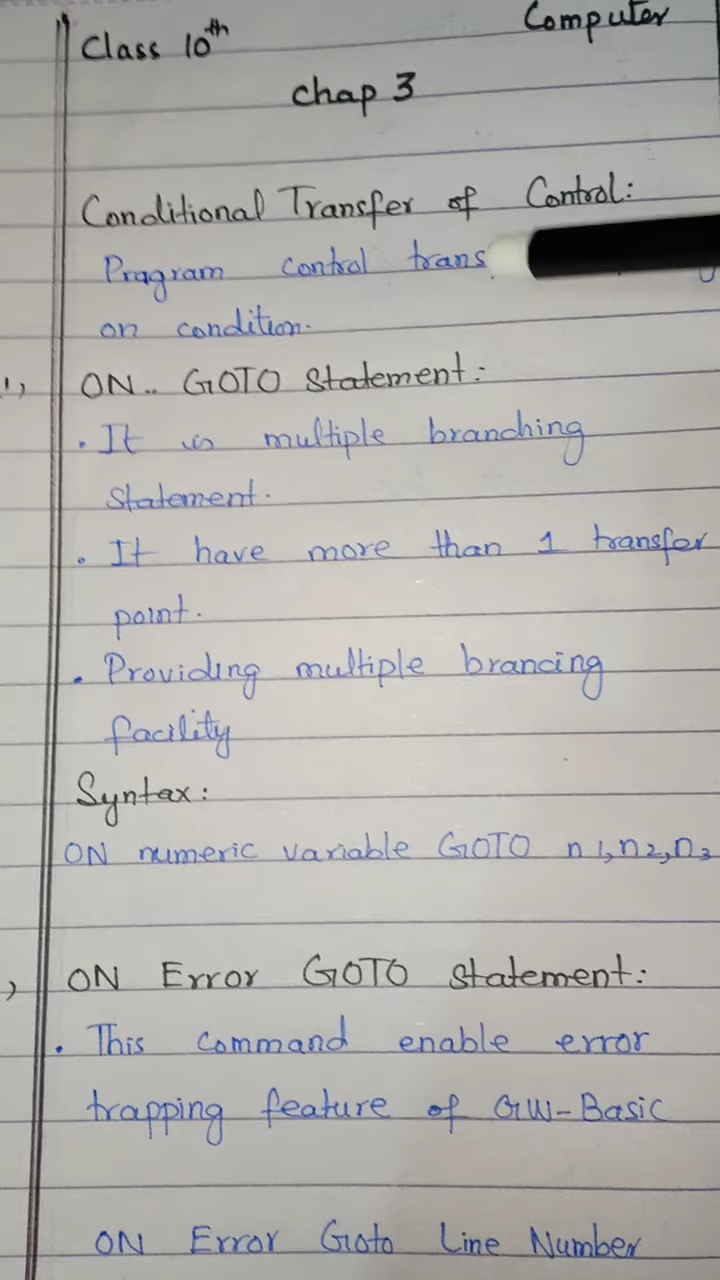 Class 10th Computer
Chap 3
Conditional Transfer of Control:
Program control trans
on condition.
1, ON.. GOTO Statement:
. It is multiple branching
Statement.
. It have more than 1 transfer
point.
. Providing multiple brancing
facility
Syntax:
ON numeric variable GOTO n1,n2,n3
, ON Error GOTO Statement:
. This Command enable error
trapping feature of GW-Basic
ON Error Goto Line Number